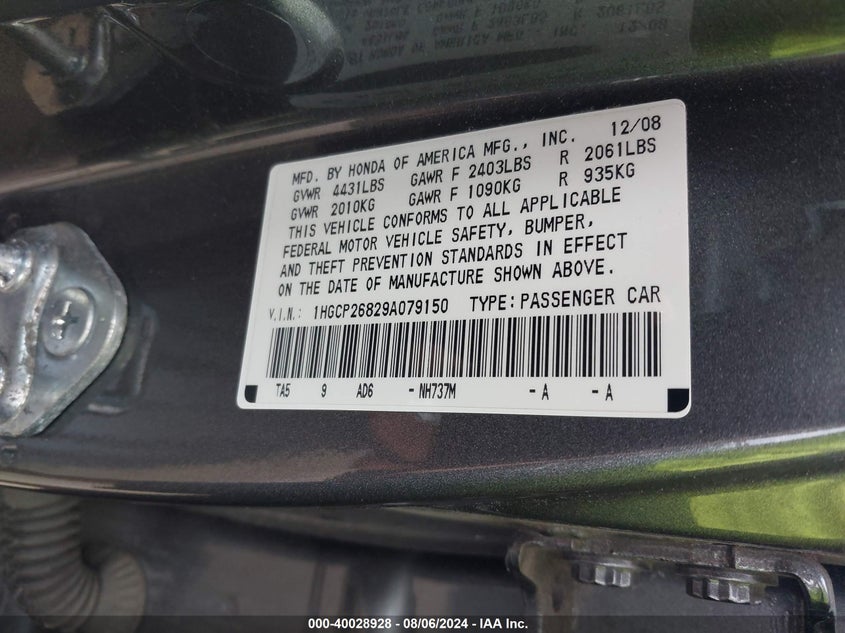 MFD. BY HONDA OF AMERICA MFG., INC. 12/08
GVWR 4431LBS GAWR F 2403LBS R 2061LBS
GVWR 2010KG GAWR F 1090KG R 935KG
THIS VEHICLE CONFORMS TO ALL APPLICABLE
FEDERAL MOTOR VEHICLE SAFETY, BUMPER,
AND THEFT PREVENTION STANDARDS IN EFFECT
ON THE DATE OF MANUFACTURE SHOWN ABOVE.
V.I.N.: 1HGCP26829A079150 TYPE: PASSENGER CAR
TA5 9 AD6 - NH737M - A - A
000-40028928 - 08/06/2024 - IAA Inc.